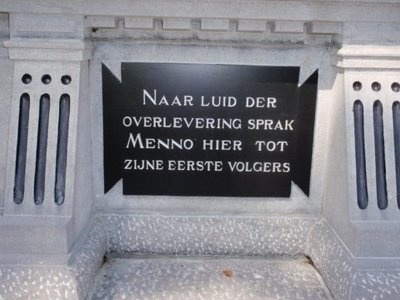 NAAR LUID DER
OVERLEVERING SPRAK
MENNO HIER TOT
ZIJNE EERSTE VOLGERS